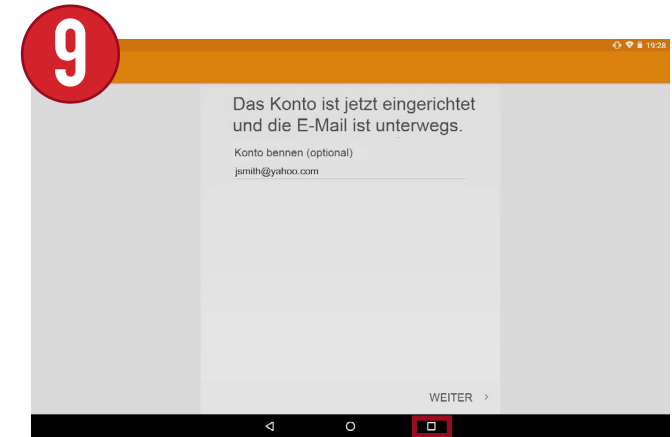 9
19:28
Das Konto ist jetzt eingerichtet
und die E-Mail ist unterwegs.
Konto bennen (optional)
jsmith@yahoo.com
WEITER >